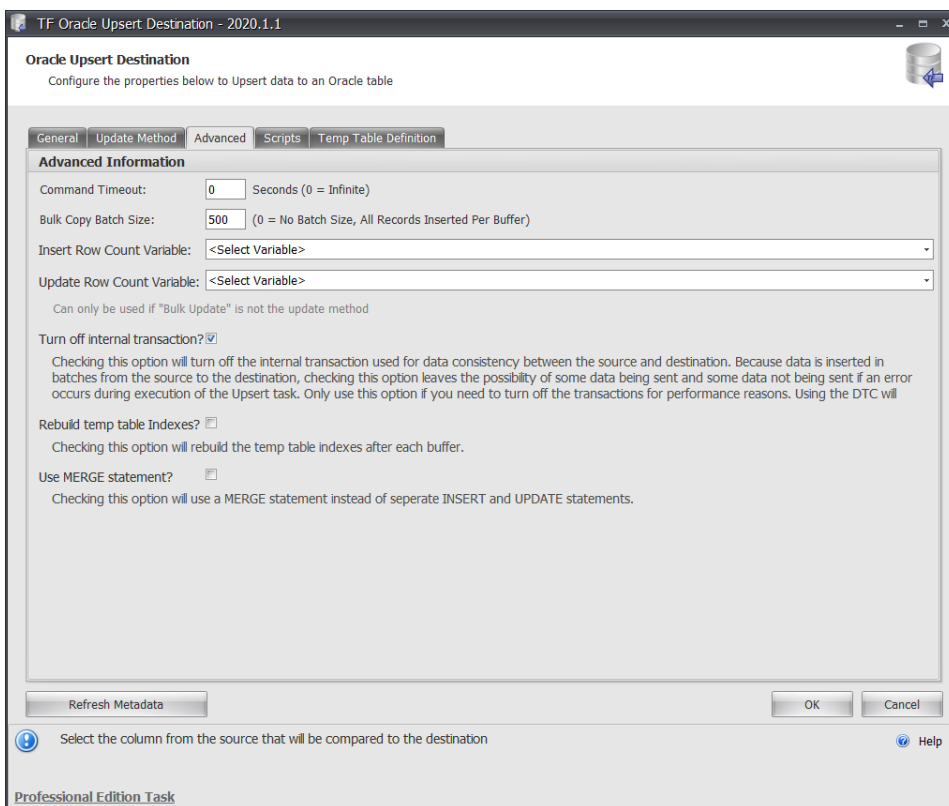 TF Oracle Upsert Destination - 2020.1.1
Oracle Upsert Destination
Configure the properties below to Upsert data to an Oracle table
General Update Method Advanced Scripts Temp Table Definition
Advanced Information
Command Timeout: 0 Seconds (0 = Infinite)
Bulk Copy Batch Size: 500 (0 = No Batch Size, All Records Inserted Per Buffer)
Insert Row Count Variable: <Select Variable>
Update Row Count Variable: <Select Variable>
Can only be used if "Bulk Update" is not the update method
Turn off internal transaction?
Checking this option will turn off the internal transaction used for data consistency between the source and destination. Because data is inserted in
batches from the source to the destination, checking this option leaves the possibility of some data being sent and some data not being sent if an error
occurs during execution of the Upsert task. Only use this option if you need to turn off the transactions for performance reasons. Using the DTC will
Rebuild temp table Indexes?
Checking this option will rebuild the temp table indexes after each buffer.
Use MERGE statement?
Checking this option will use a MERGE statement instead of seperate INSERT and UPDATE statements.
Refresh Metadata OK Cancel
Select the column from the source that will be compared to the destination Help
Professional Edition Task